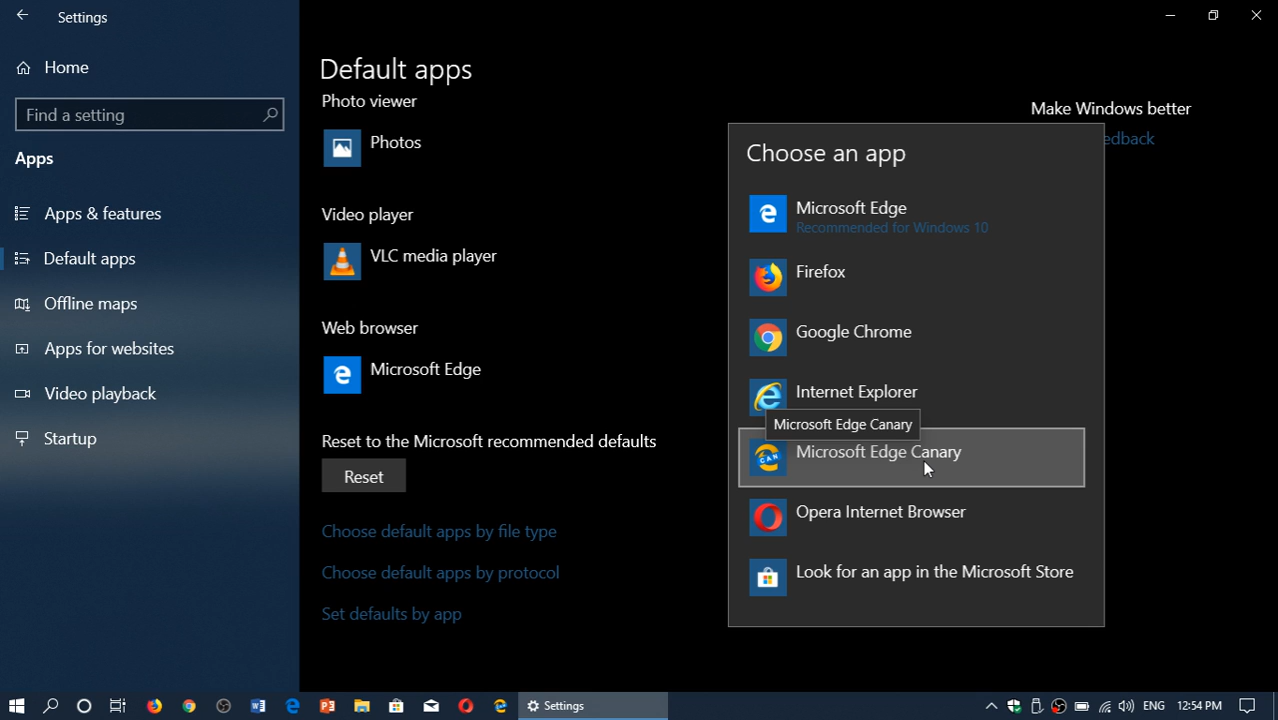 Settings
Home
Find a setting
Apps
Apps & features
Default apps
Offline maps
Apps for websites
Video playback
Startup
Default apps
Photo viewer
Photos
Video player
VLC media player
Web browser
Microsoft Edge
Reset to the Microsoft recommended defaults
Reset
Choose default apps by file type
Choose default apps by protocol
Set defaults by app
Make Windows better
edback
Choose an app
Microsoft Edge
Recommended for Windows 10
Firefox
Google Chrome
Internet Explorer
Microsoft Edge Canary
CAN
Microsoft Edge Canary
Opera Internet Browser
Look for an app in the Microsoft Store
Settings
ENG
12:54 PM